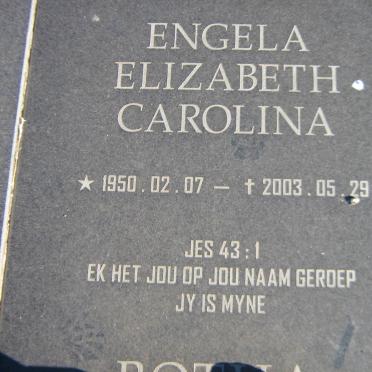 ENGELA
ELIZABETH
CAROLINA
★ 1950.02.07 – † 2003.05.29
JES 43:1
EK HET JOU OP JOU NAAM GEROEP
JY IS MYNE